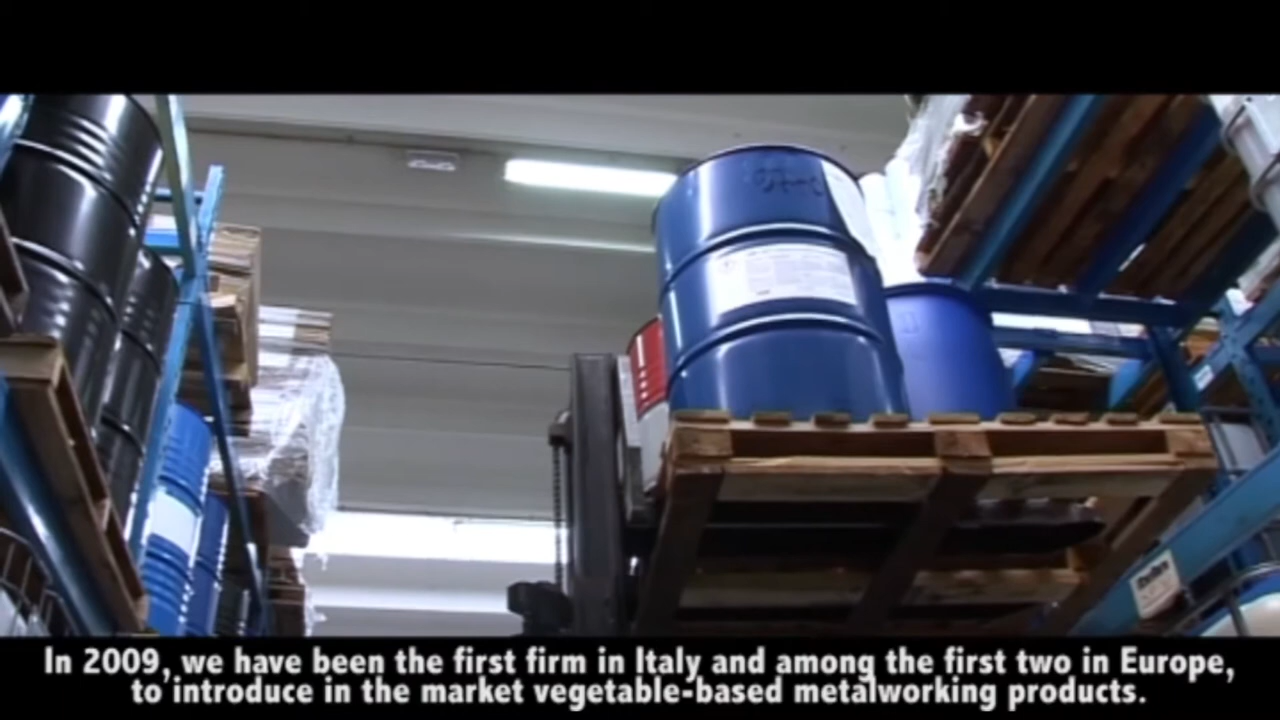 In 2009, we have been the first firm in Italy and among the first two in Europe,
to introduce in the market vegetable-based metalworking products.